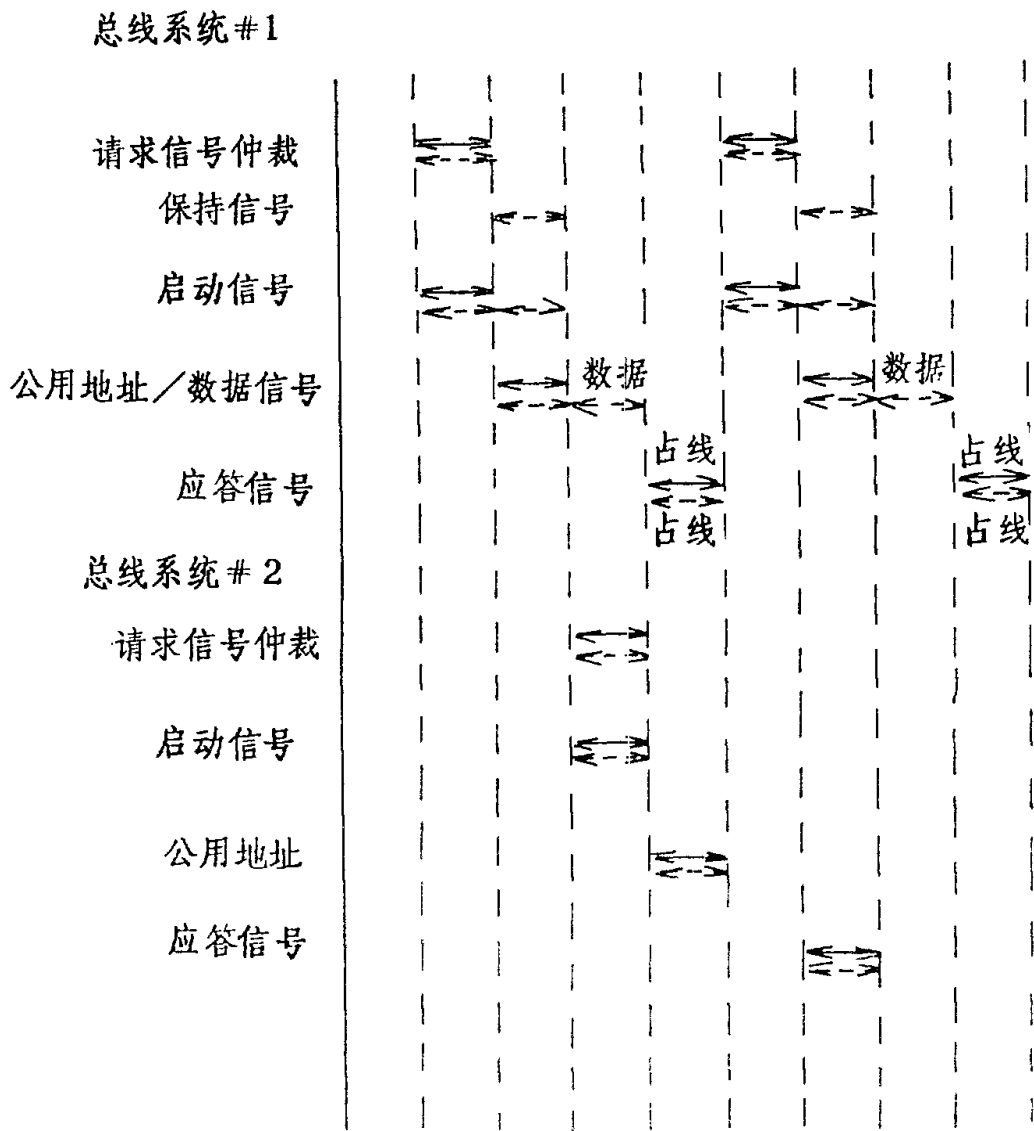 总线系统#1
请求信号仲裁
保持信号
启动信号
公用地址/数据信号
数据
数据
应答信号
占线
占线
占线
占线
总线系统#2
请求信号仲裁
启动信号
公用地址
应答信号